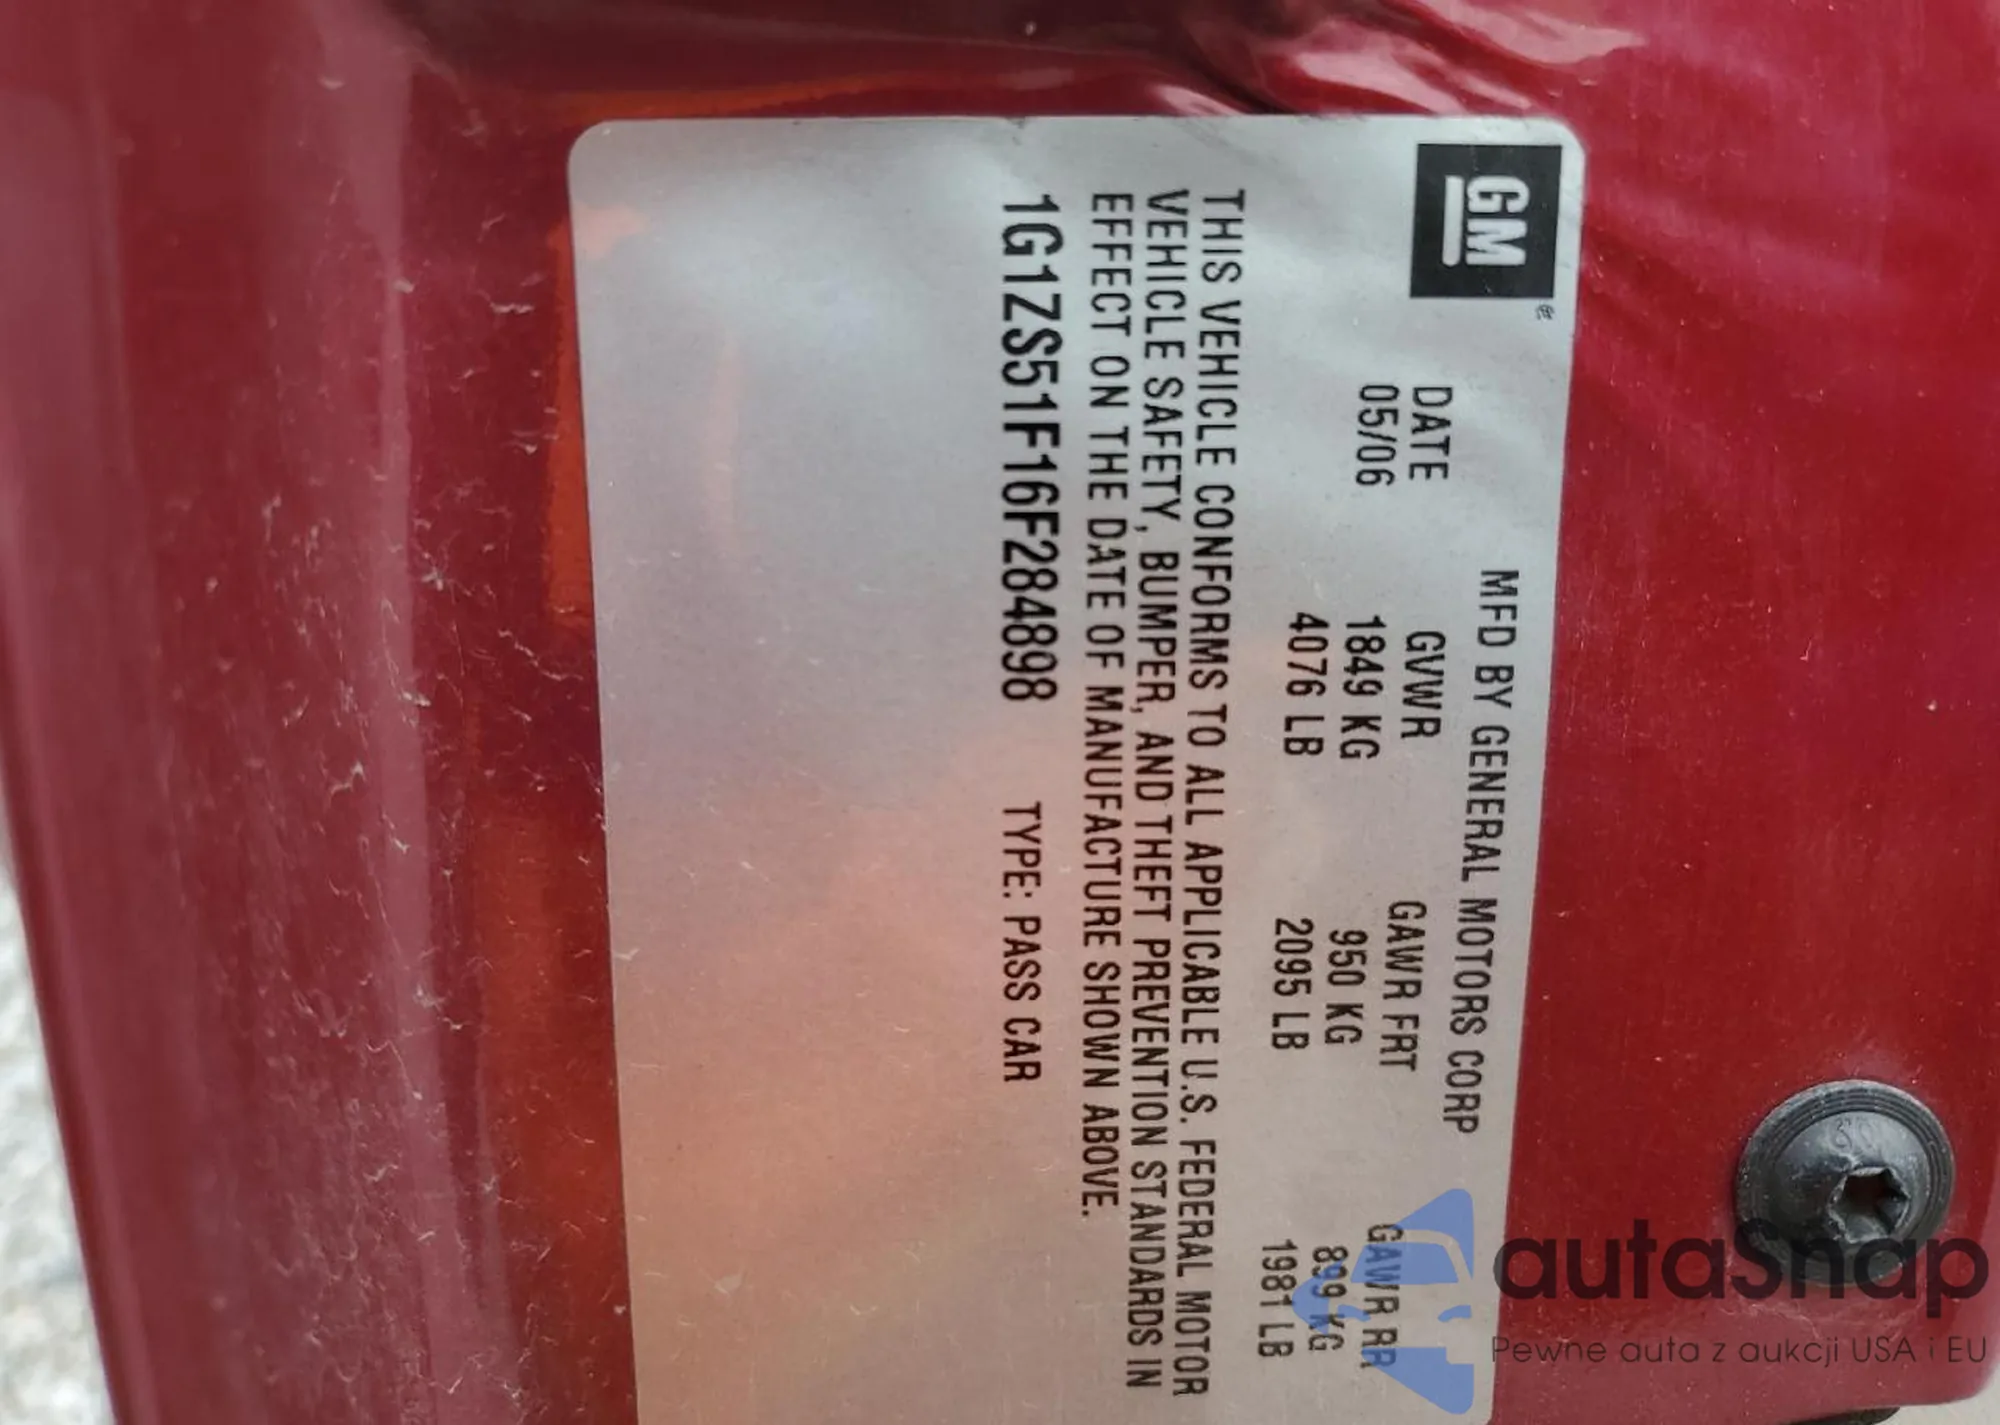 GM
MFD BY GENERAL MOTORS CORP
DATE GVWR GAWR FRT GAWR RR
05/06 1849 KG 950 KG 899 KG
4076 LB 2095 LB 1981 LB
THIS VEHICLE CONFORMS TO ALL APPLICABLE U.S. FEDERAL MOTOR
VEHICLE SAFETY, BUMPER, AND THEFT PREVENTION STANDARDS IN
EFFECT ON THE DATE OF MANUFACTURE SHOWN ABOVE.
1G1ZS51F16F284898 TYPE: PASS CAR
autaSnap
Pewne auta z aukcji USA i EU